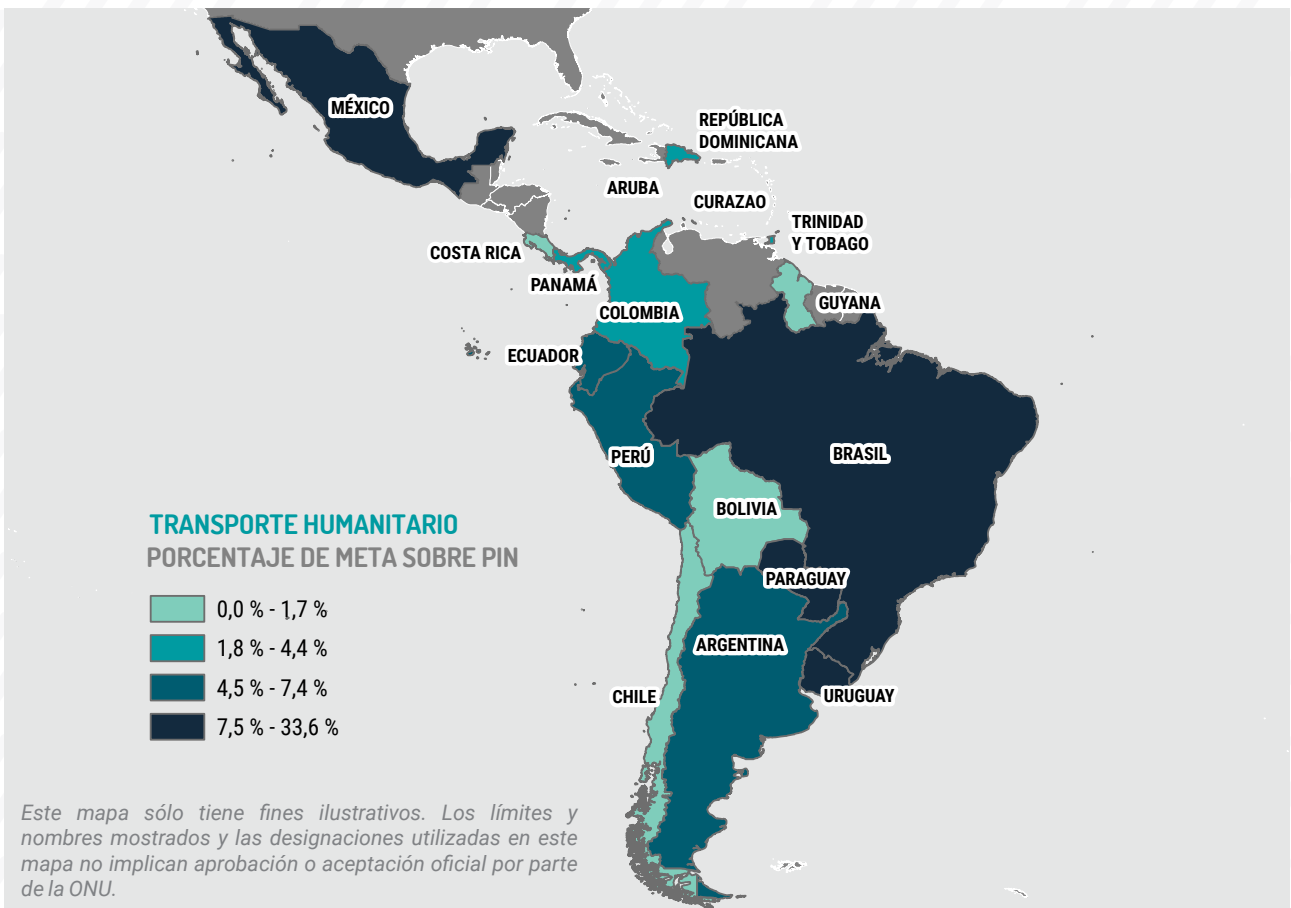 MÉXICO
REPÚBLICA
DOMINICANA
ARUBA
CURAZAO
TRINIDAD
Y TOBAGO
COSTA RICA
PANAMÁ
GUYANA
COLOMBIA
ECUADOR
PERÚ
BRASIL
BOLIVIA
PARAGUAY
ARGENTINA
CHILE
URUGUAY
TRANSPORTE HUMANITARIO
PORCENTAJE DE META SOBRE PIN
0,0 % - 1,7 %
1,8 % - 4,4 %
4,5 % - 7,4 %
7,5 % - 33,6 %
Este mapa sólo tiene fines ilustrativos. Los límites y
nombres mostrados y las designaciones utilizadas en este
mapa no implican aprobación o aceptación oficial por parte
de la ONU.